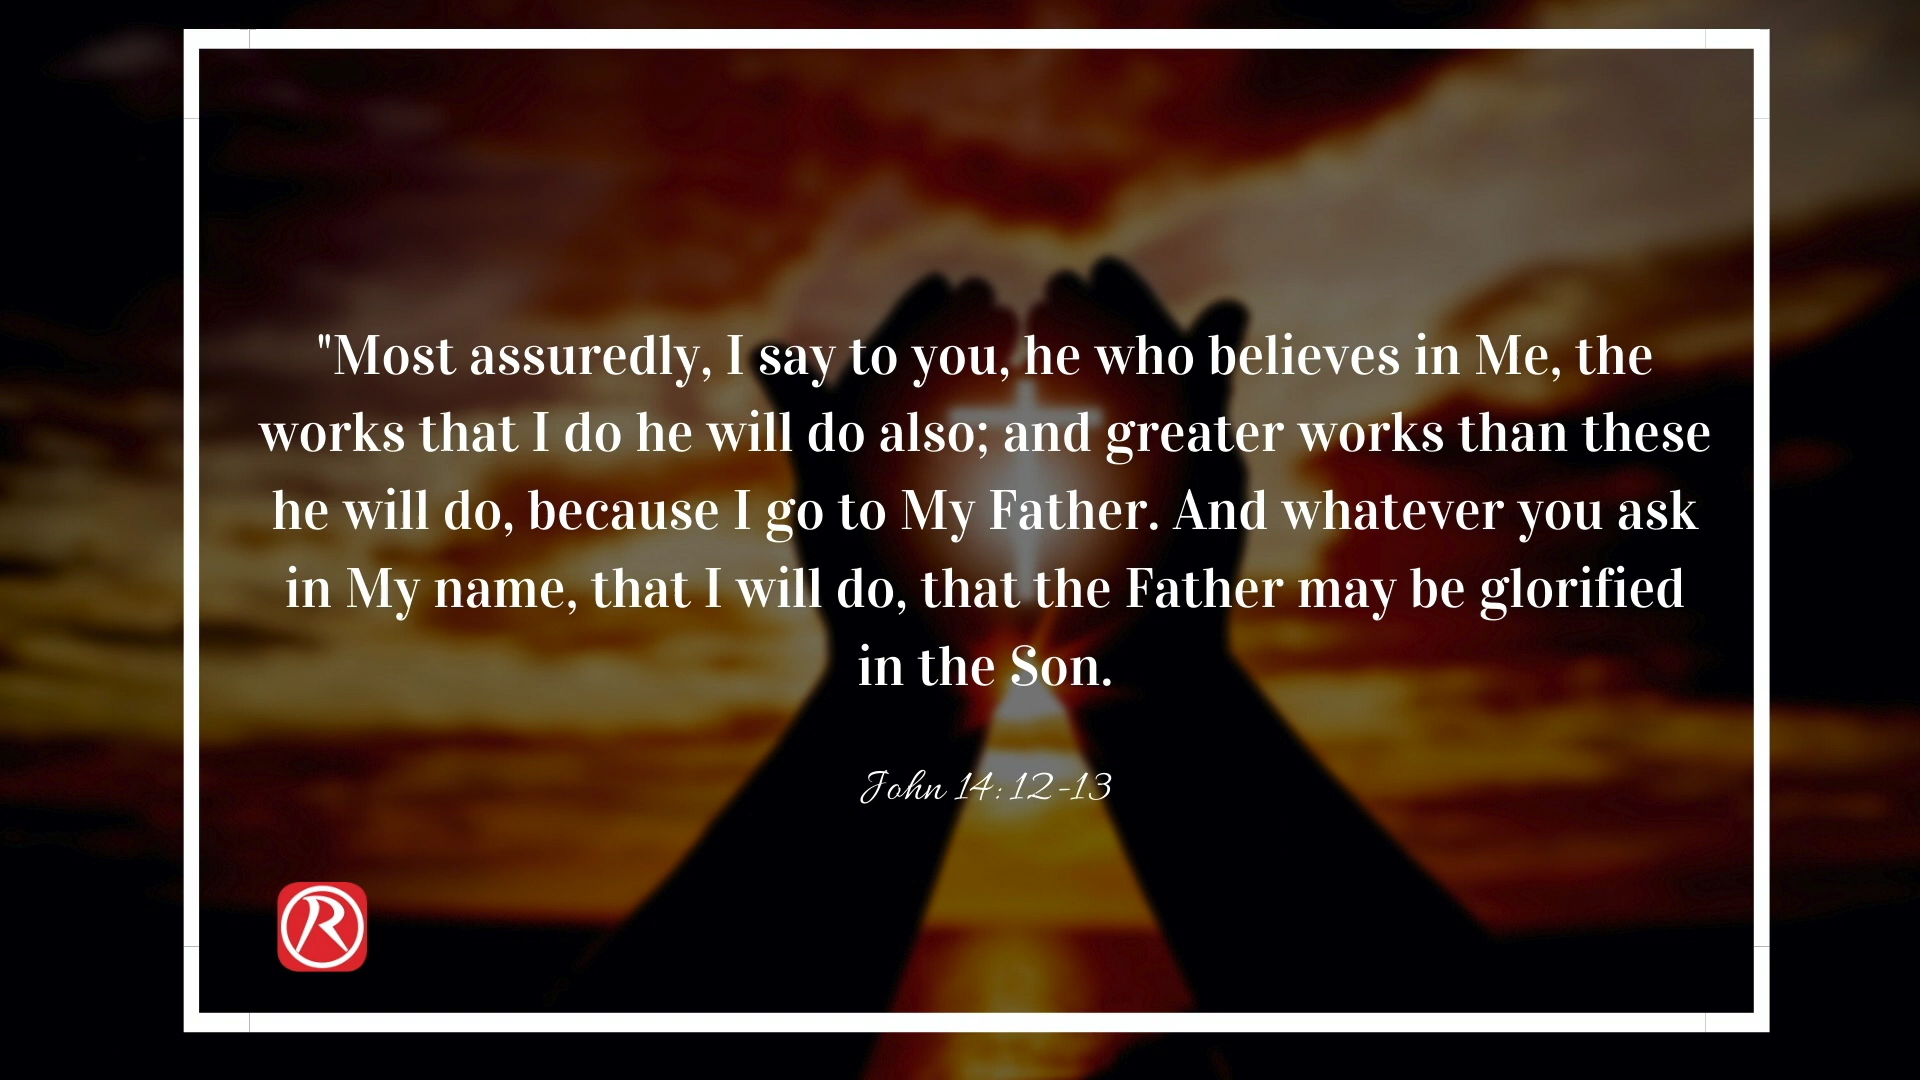 "Most assuredly, I say to you, he who believes in Me, the
works that I do he will do also; and greater works than these
he will do, because I go to My Father. And whatever you ask
in My name, that I will do, that the Father may be glorified
in the Son.
John 14:12-13
R